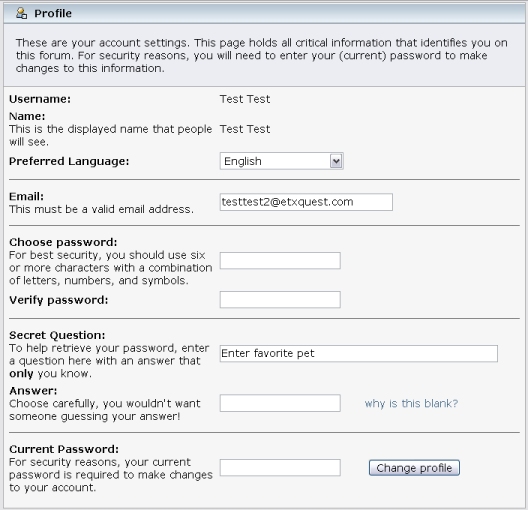 Profile
These are your account settings. This page holds all critical information that identifies you on
this forum. For security reasons, you will need to enter your (current) password to make
changes to this information.
Username:
Test Test
Name:
This is the displayed name that people
will see.
Test Test
Preferred Language:
English
Email:
This must be a valid email address.
testtest2@etxquest.com
Choose password:
For best security, you should use six
or more characters with a combination
of letters, numbers, and symbols.
Verify password:
Secret Question:
To help retrieve your password, enter
a question here with an answer that
only you know.
Enter favorite pet
Answer:
Choose carefully, you wouldn't want
someone guessing your answer!
why is this blank?
Current Password:
For security reasons, your current
password is required to make changes
to your account.
Change profile